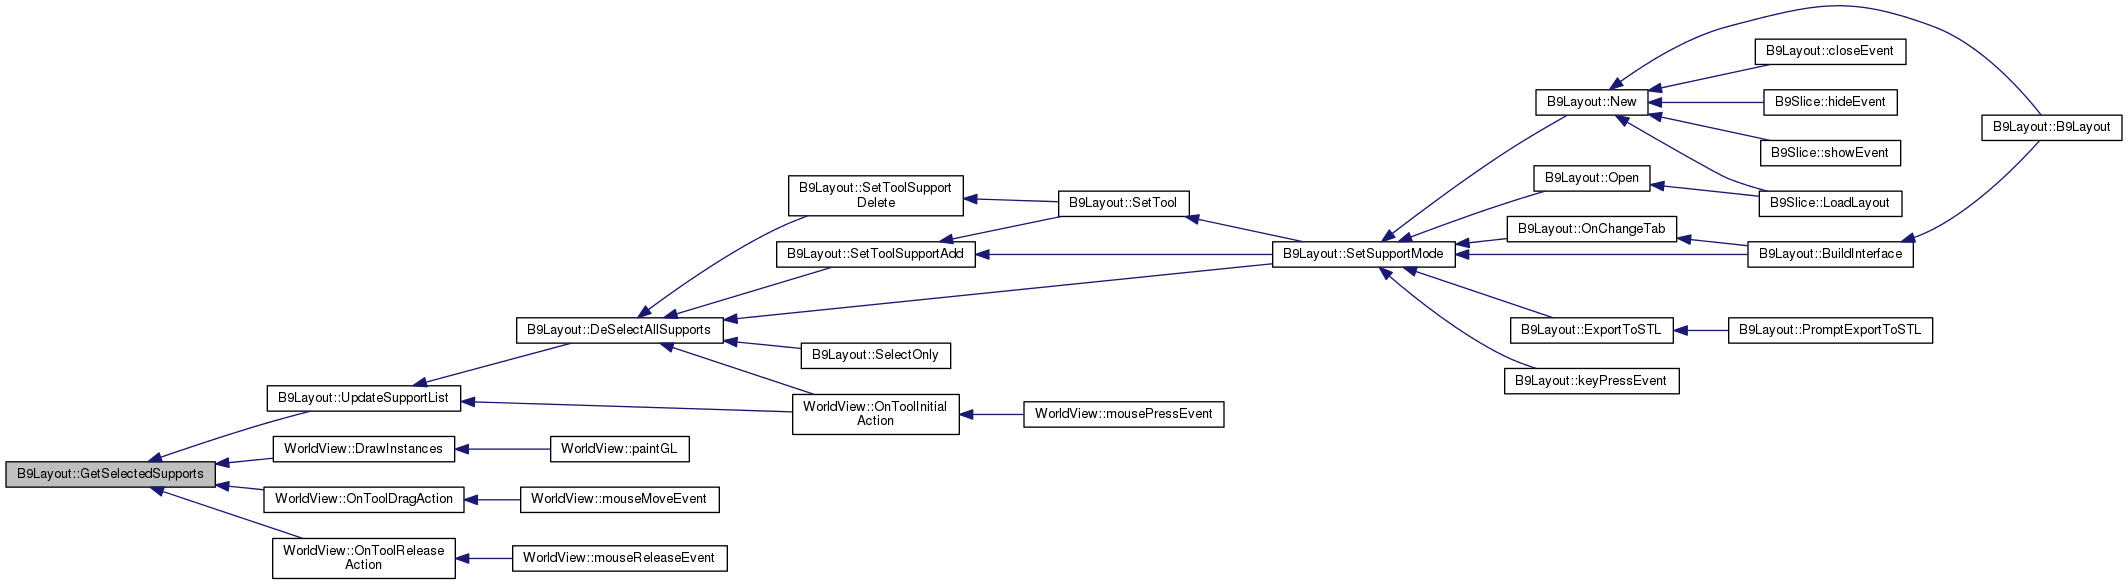 B9Layout::GetSelectedSupports
B9Layout::UpdateSupportList
WorldView::DrawInstances
WorldView::OnToolDragAction
WorldView::OnToolRelease
Action
B9Layout::DeSelectAllSupports
WorldView::paintGL
WorldView::mouseMoveEvent
WorldView::mouseReleaseEvent
B9Layout::SetToolSupport
Delete
B9Layout::SetToolSupportAdd
B9Layout::SelectOnly
WorldView::OnToolInitial
Action
B9Layout::SetTool
WorldView::mousePressEvent
B9Layout::SetSupportMode
B9Layout::New
B9Layout::Open
B9Layout::OnChangeTab
B9Layout::ExportToSTL
B9Layout::keyPressEvent
B9Layout::closeEvent
B9Slice::hideEvent
B9Slice::showEvent
B9Slice::LoadLayout
B9Layout::BuildInterface
B9Layout::PromptExportToSTL
B9Layout::B9Layout